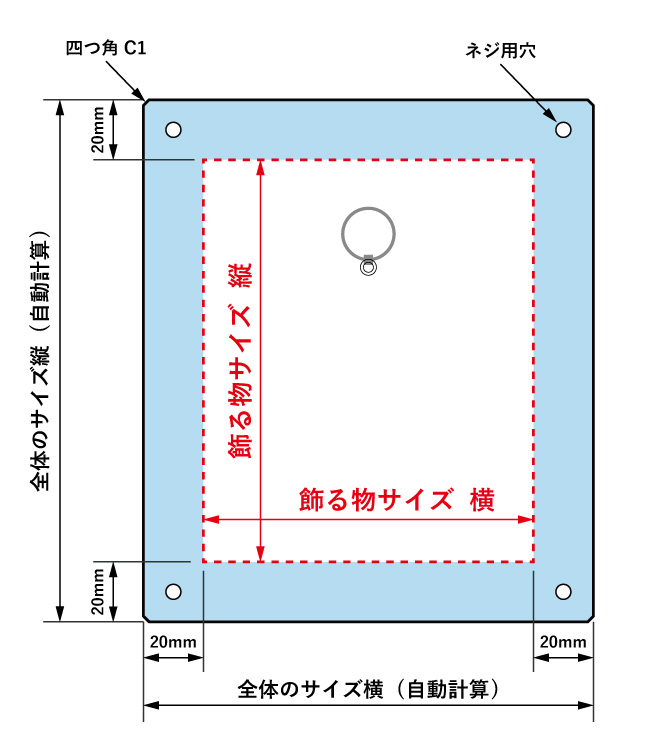 四つ角 C1
ネジ用穴
20mm
全体のサイズ縦（自動計算）
飾る物サイズ 縦
飾る物サイズ 横
20mm
20mm
20mm
全体のサイズ横（自動計算）